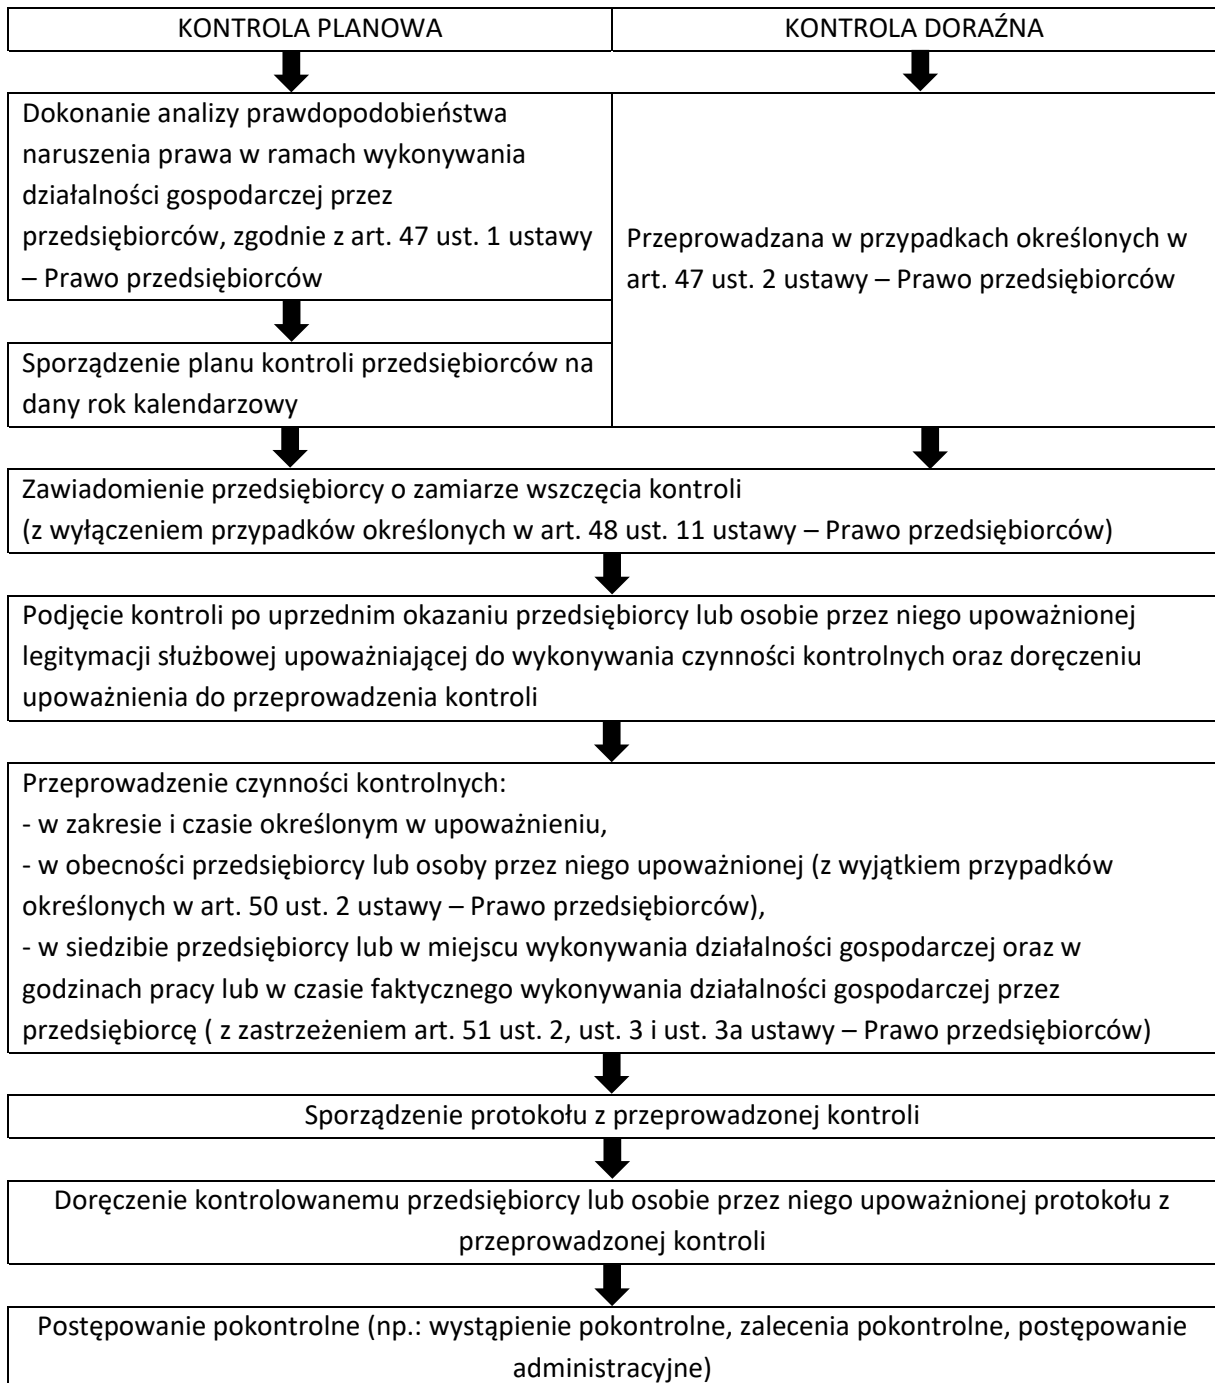 KONTROLA PLANOWA
KONTROLA DORAŹNA
Dokonanie analizy prawdopodobieństwa
naruszenia prawa w ramach wykonywania
działalności gospodarczej przez
przedsiębiorców, zgodnie z art. 47 ust. 1 ustawy
– Prawo przedsiębiorców
Przeprowadzana w przypadkach określonych w
art. 47 ust. 2 ustawy – Prawo przedsiębiorców
Sporządzenie planu kontroli przedsiębiorców na
dany rok kalendarzowy
Zawiadomienie przedsiębiorcy o zamiarze wszczęcia kontroli
(z wyłączeniem przypadków określonych w art. 48 ust. 11 ustawy – Prawo przedsiębiorców)
Podjęcie kontroli po uprzednim okazaniu przedsiębiorcy lub osobie przez niego upoważnionej
legitymacji służbowej upoważniającej do wykonywania czynności kontrolnych oraz doręczeniu
upoważnienia do przeprowadzenia kontroli
Przeprowadzenie czynności kontrolnych:
- w zakresie i czasie określonym w upoważnieniu,
- w obecności przedsiębiorcy lub osoby przez niego upoważnionej (z wyjątkiem przypadków
określonych w art. 50 ust. 2 ustawy – Prawo przedsiębiorców),
- w siedzibie przedsiębiorcy lub w miejscu wykonywania działalności gospodarczej oraz w
godzinach pracy lub w czasie faktycznego wykonywania działalności gospodarczej przez
przedsiębiorcę ( z zastrzeżeniem art. 51 ust. 2, ust. 3 i ust. 3a ustawy – Prawo przedsiębiorców)
Sporządzenie protokołu z przeprowadzonej kontroli
Doręczenie kontrolowanemu przedsiębiorcy lub osobie przez niego upoważnionej protokołu z
przeprowadzonej kontroli
Postępowanie pokontrolne (np.: wystąpienie pokontrolne, zalecenia pokontrolne, postępowanie
administracyjne)